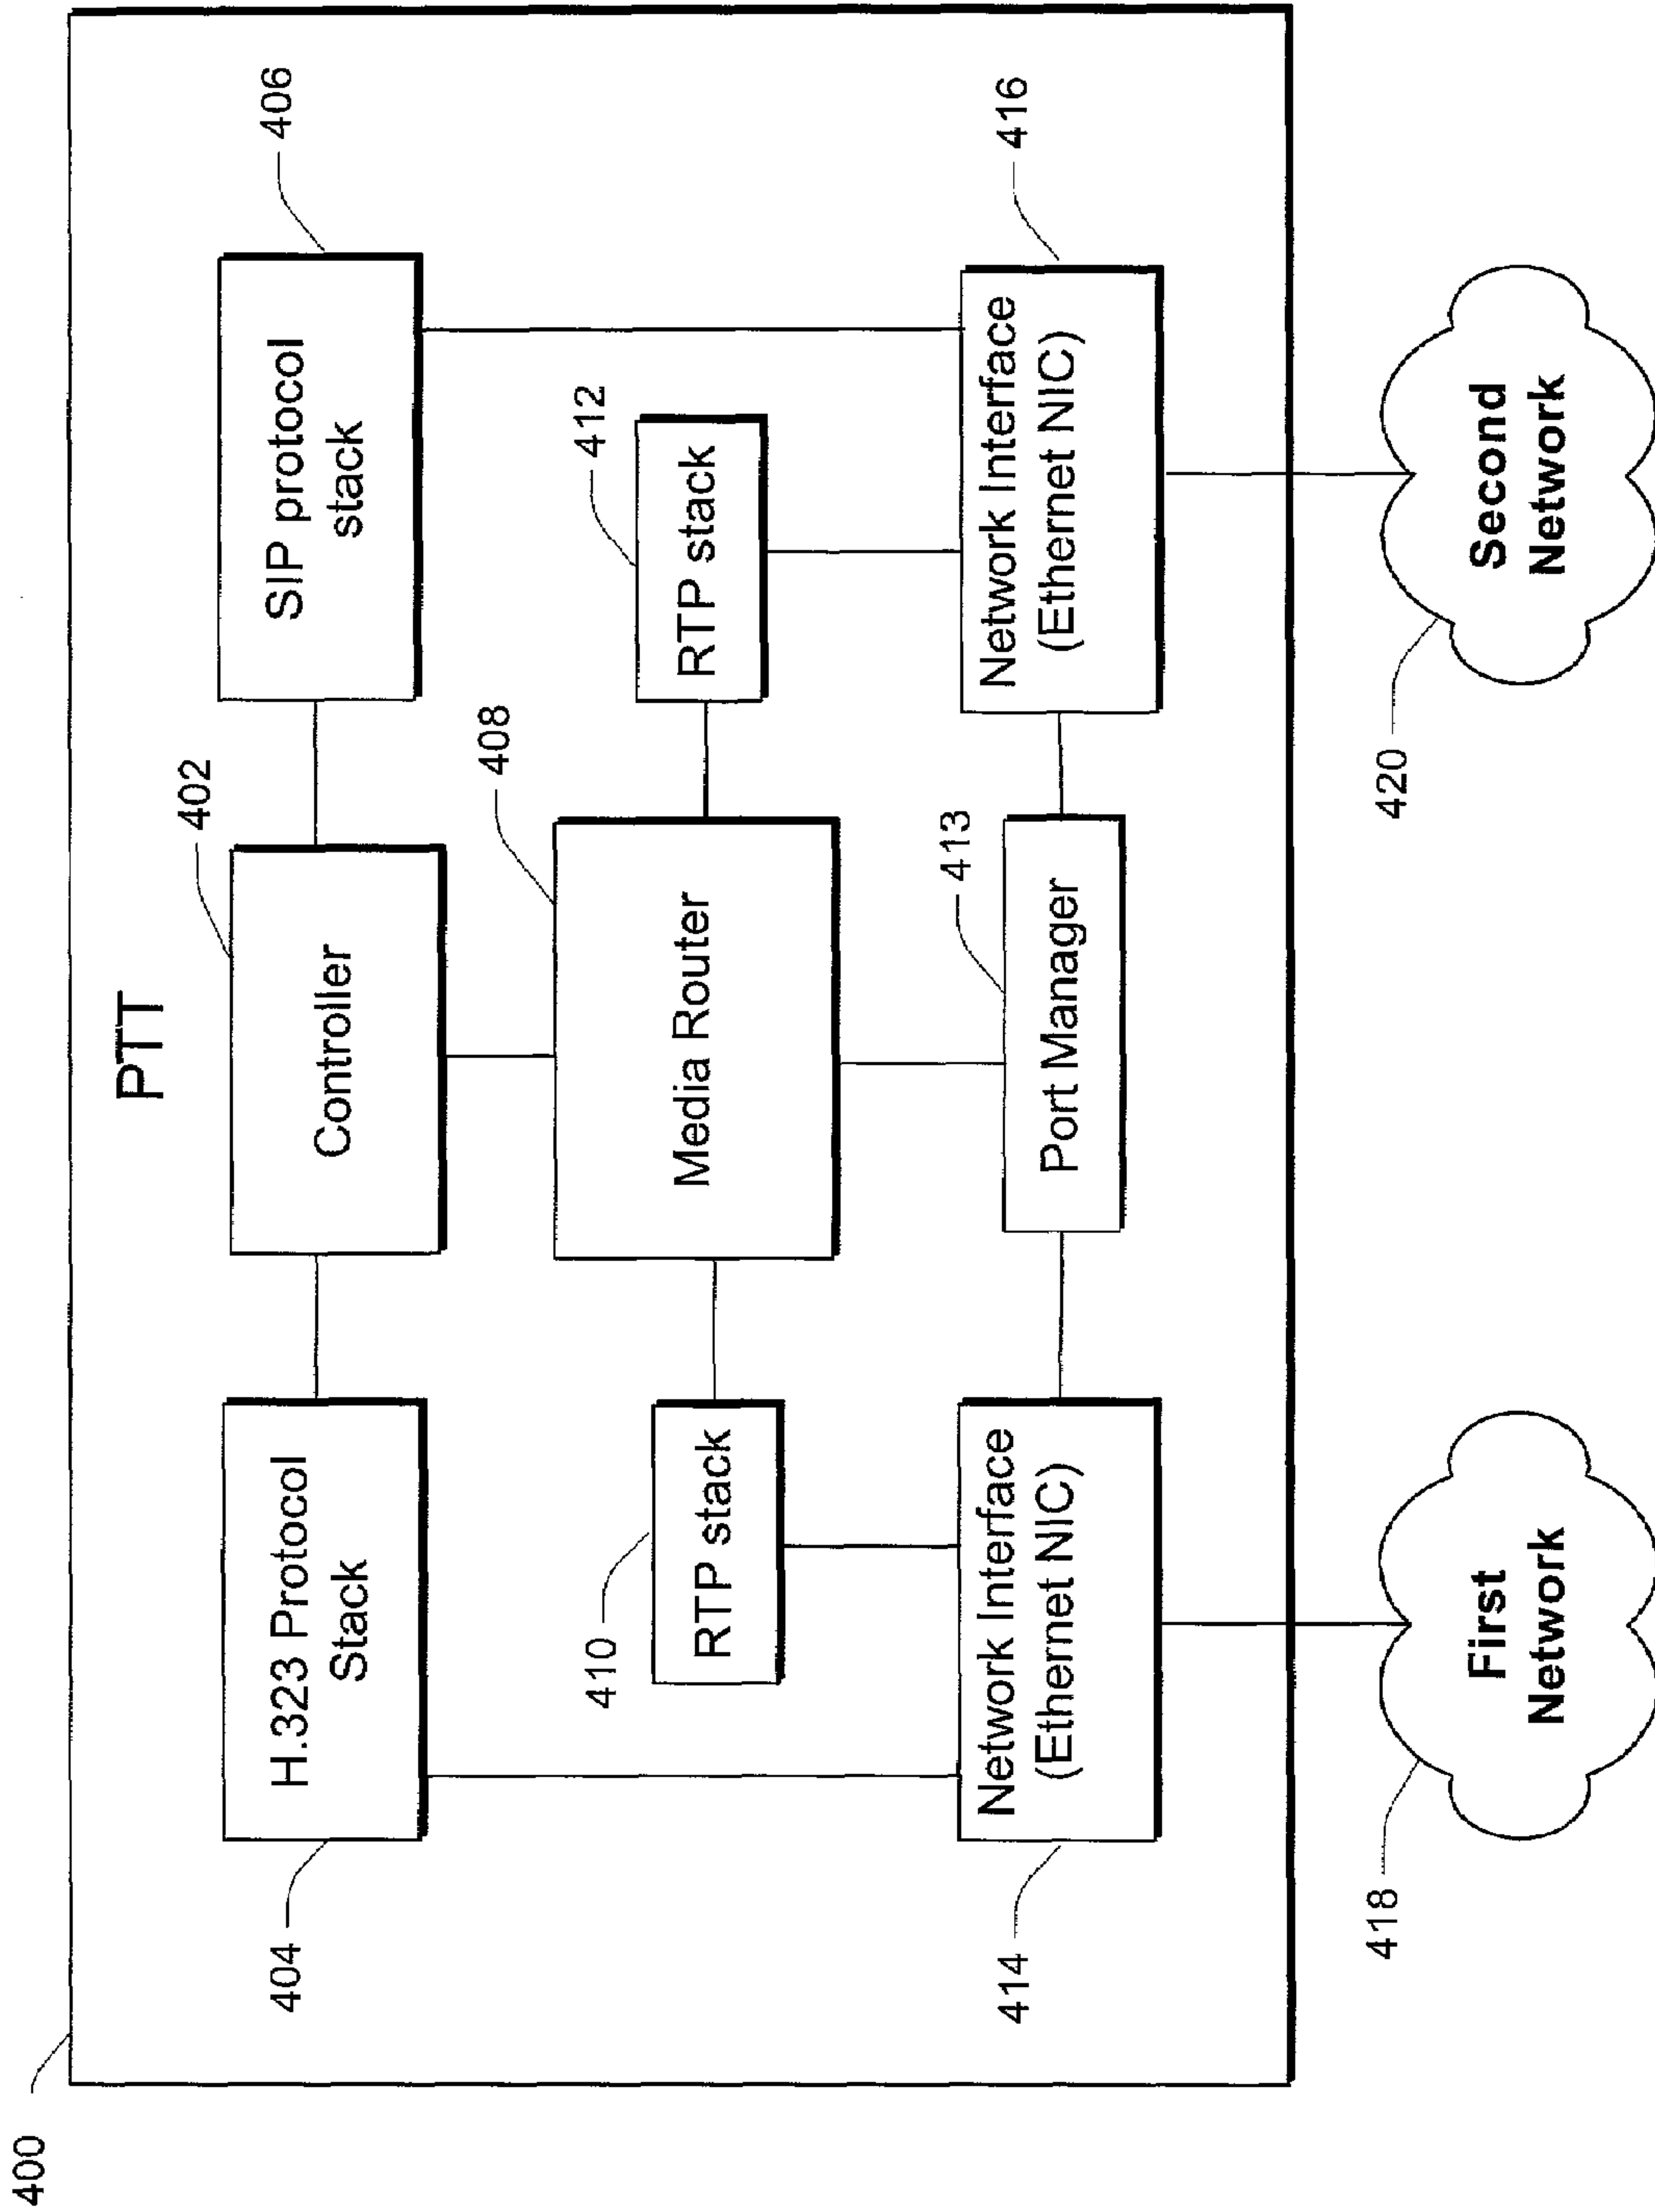 400
PTT
404
H.323 Protocol
Stack
402
Controller
406
SIP protocol
stack
410
RTP stack
408
Media Router
412
RTP stack
414
Network Interface
(Ethernet NIC)
413
Port Manager
416
Network Interface
(Ethernet NIC)
418
First
Network
420
Second
Network